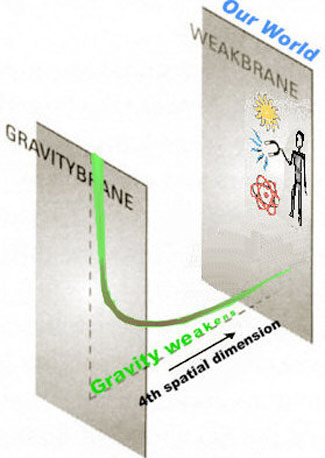 Our World
WEAKBRANE
GRAVITYBRANE
Gravity weakens
4th spatial dimension